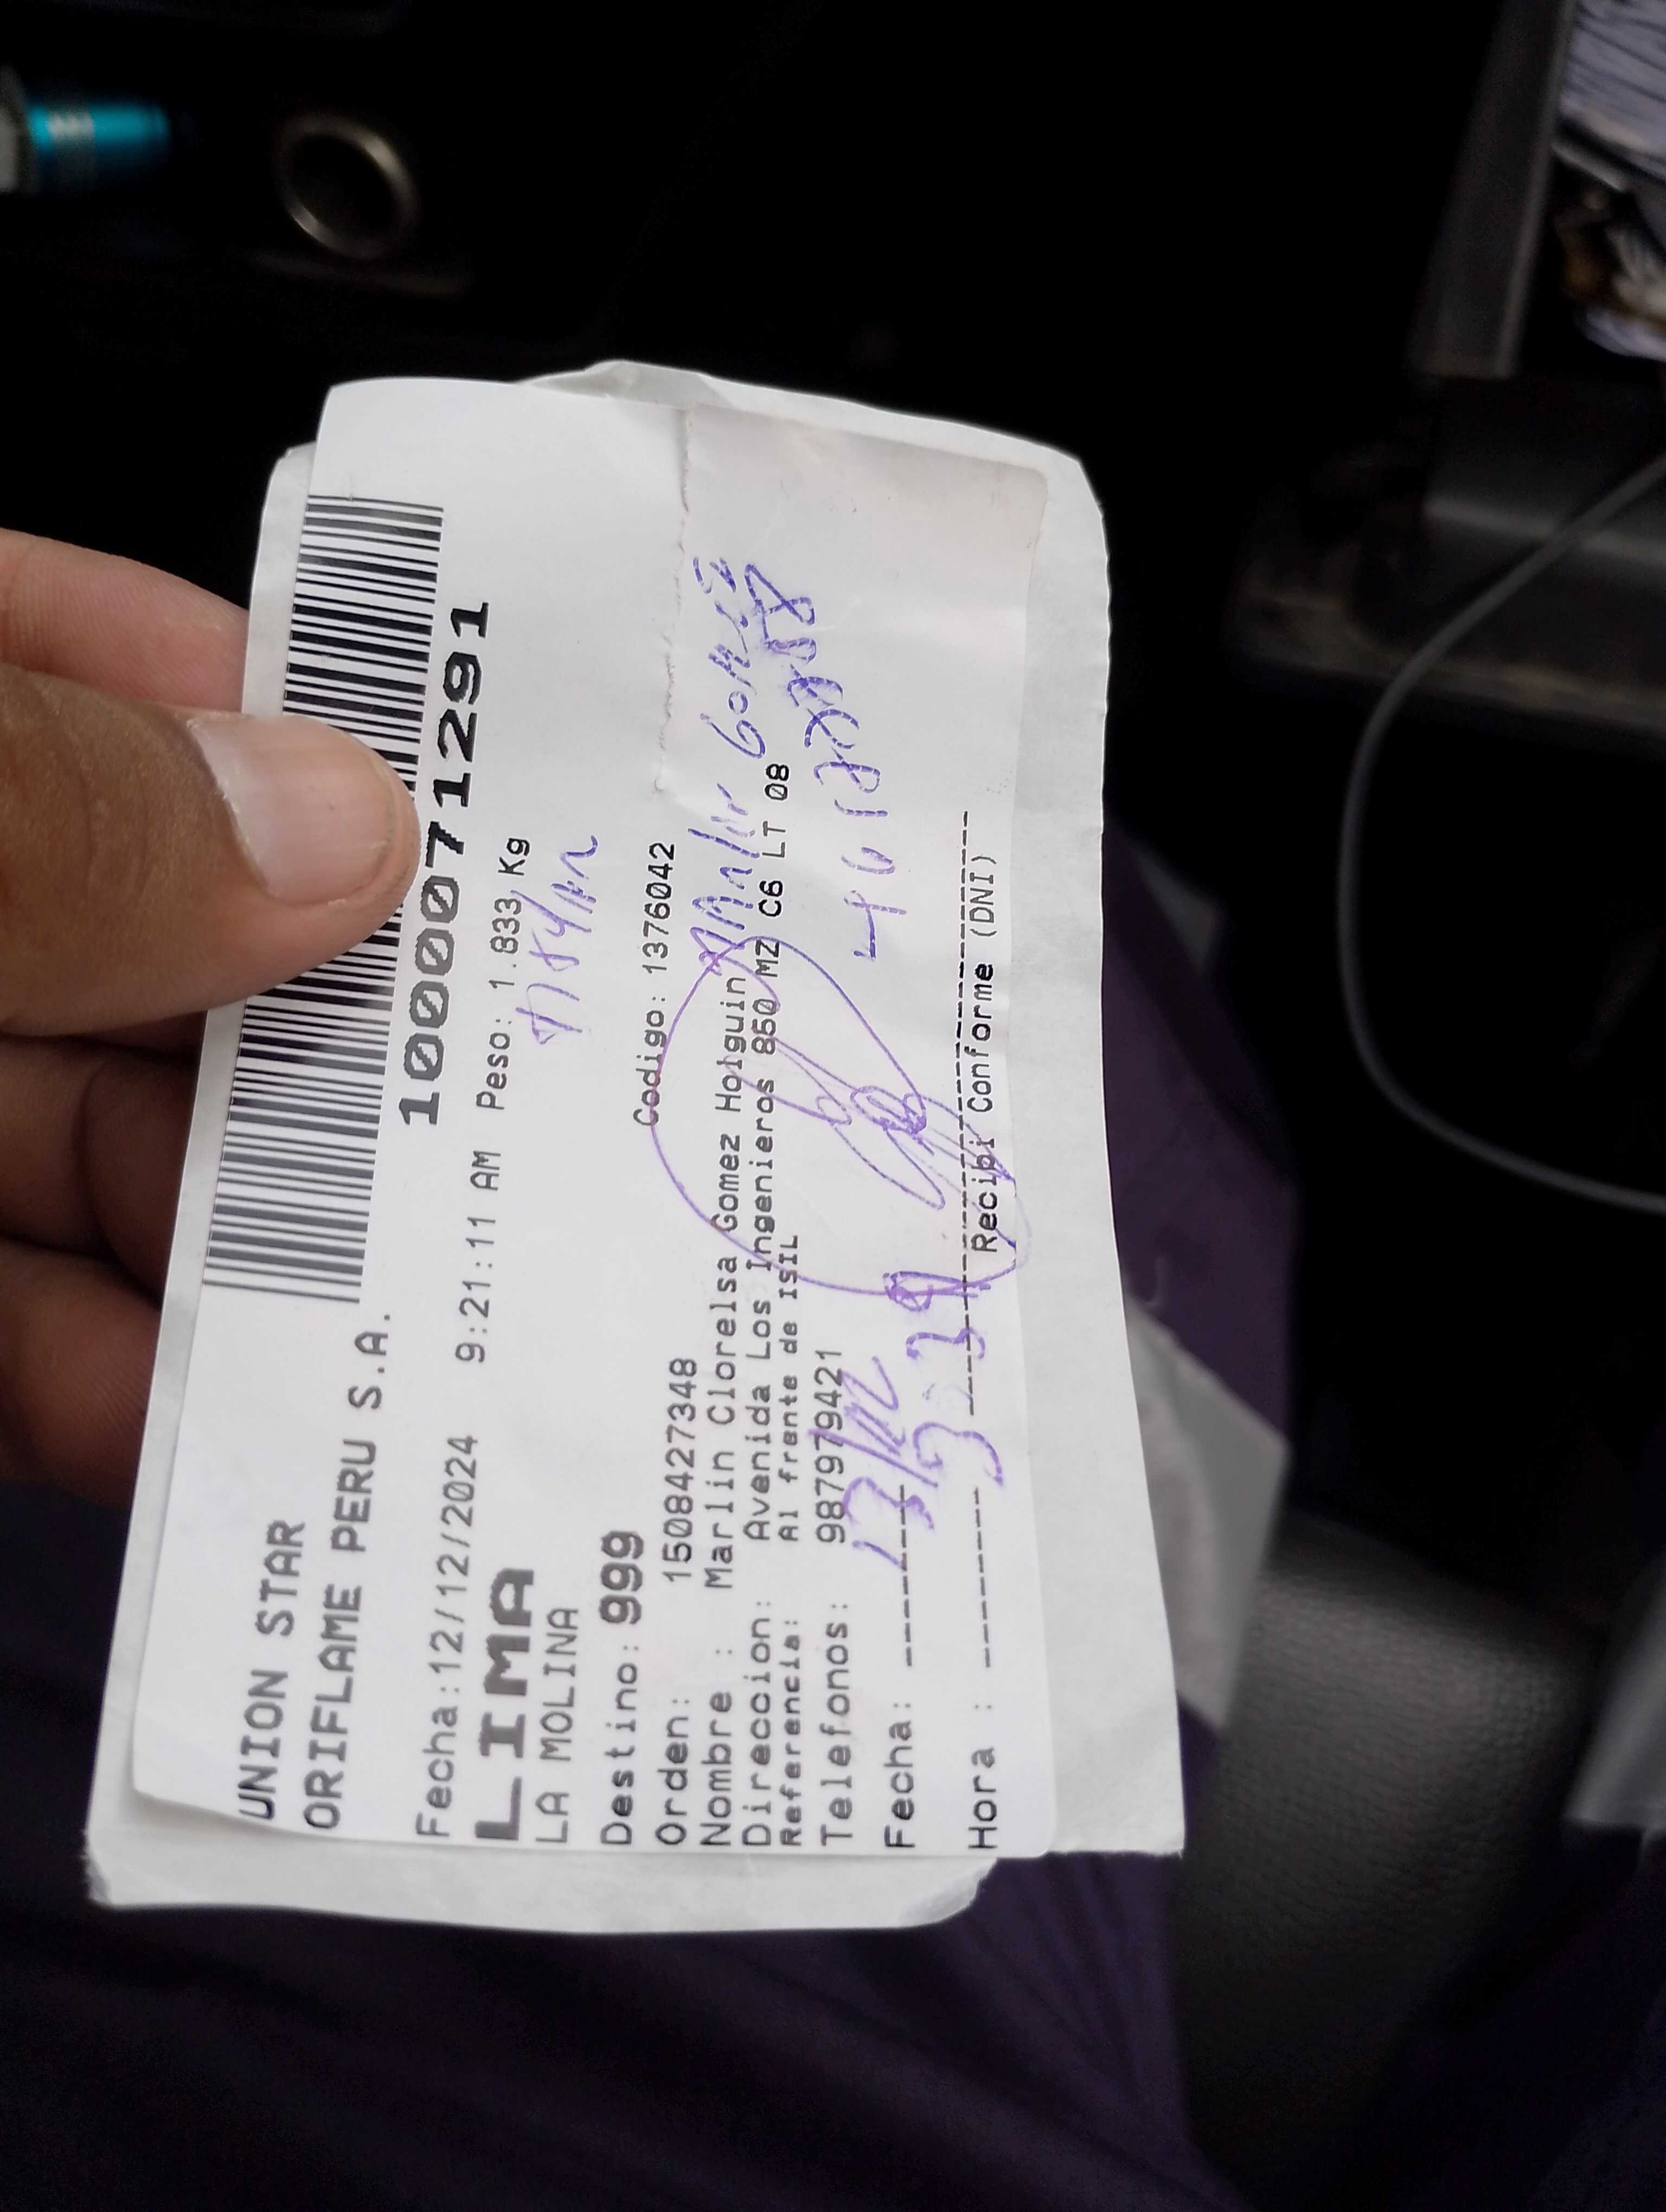 UNION STAR
ORIFLAME PERU S.A.
1000071291
Fecha:12/12/2024 9:21:11 AM Peso: 1.833 Kg
LIMA
LA MOLINA
Destino: 999
Codigo: 1376042
Orden: 1508427348
Nombre : Marlin Clorelsa Gomez Holguin
Direccion: Avenida Los Ingenieros 850 MZ C6 LT 08
Referencia: Al frente de ISIL
Telefonos: 987979421
Fecha: 13/12
Hora :
Recibi Conforme (DNI)